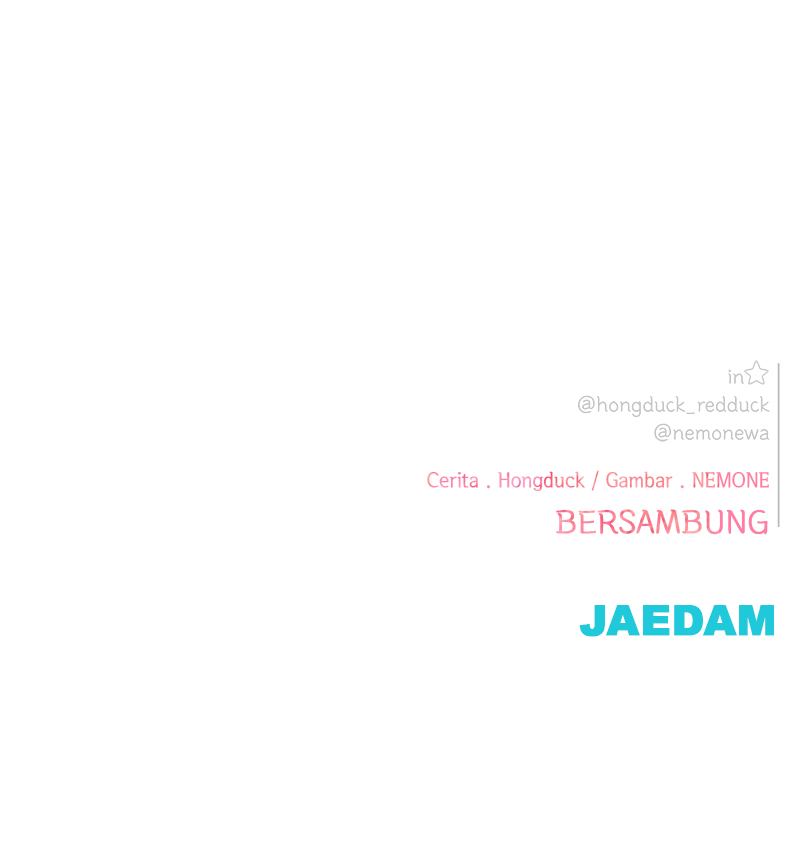 in☆
@hongduck_redduck
@nemonewa
Cerita . Hongduck / Gambar . NEMONE
BERSAMBUNG
JAEDAM